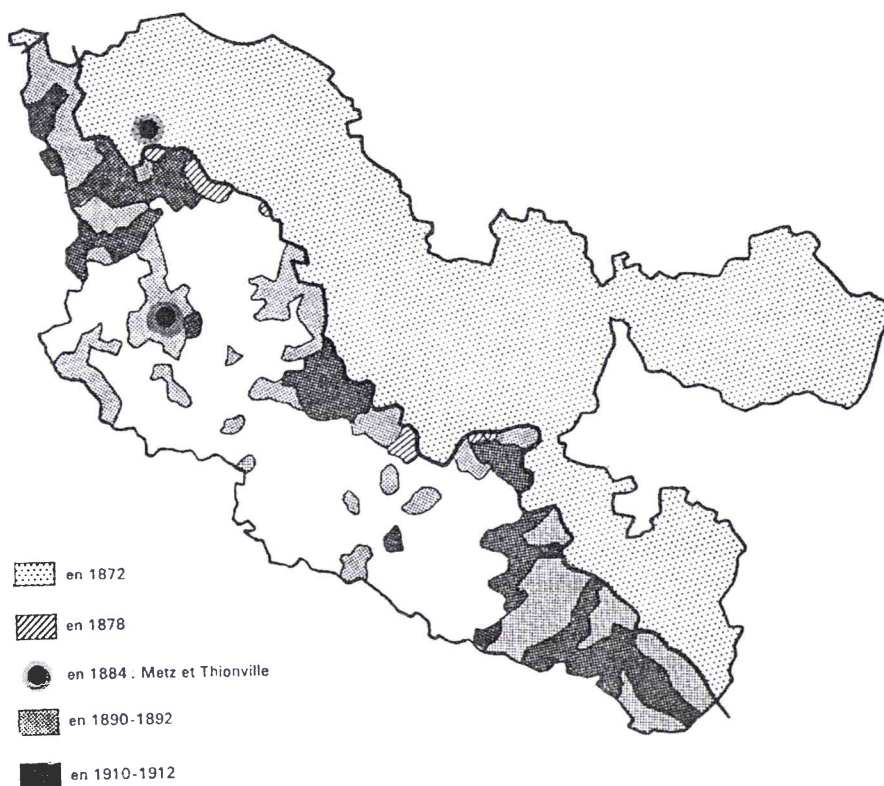 en 1872
en 1878
en 1884 : Metz et Thionville
en 1890-1892
en 1910-1912